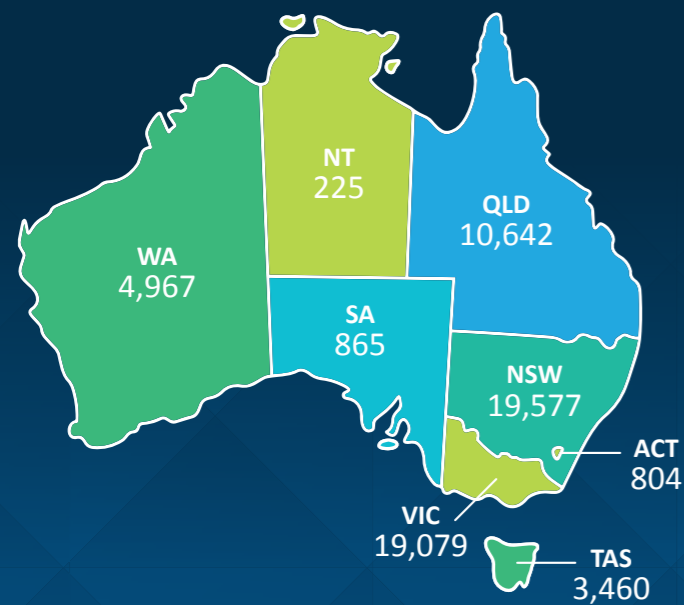 NT
225
QLD
10,642
WA
4,967
SA
865
NSW
19,577
ACT
804
VIC
19,079
TAS
3,460